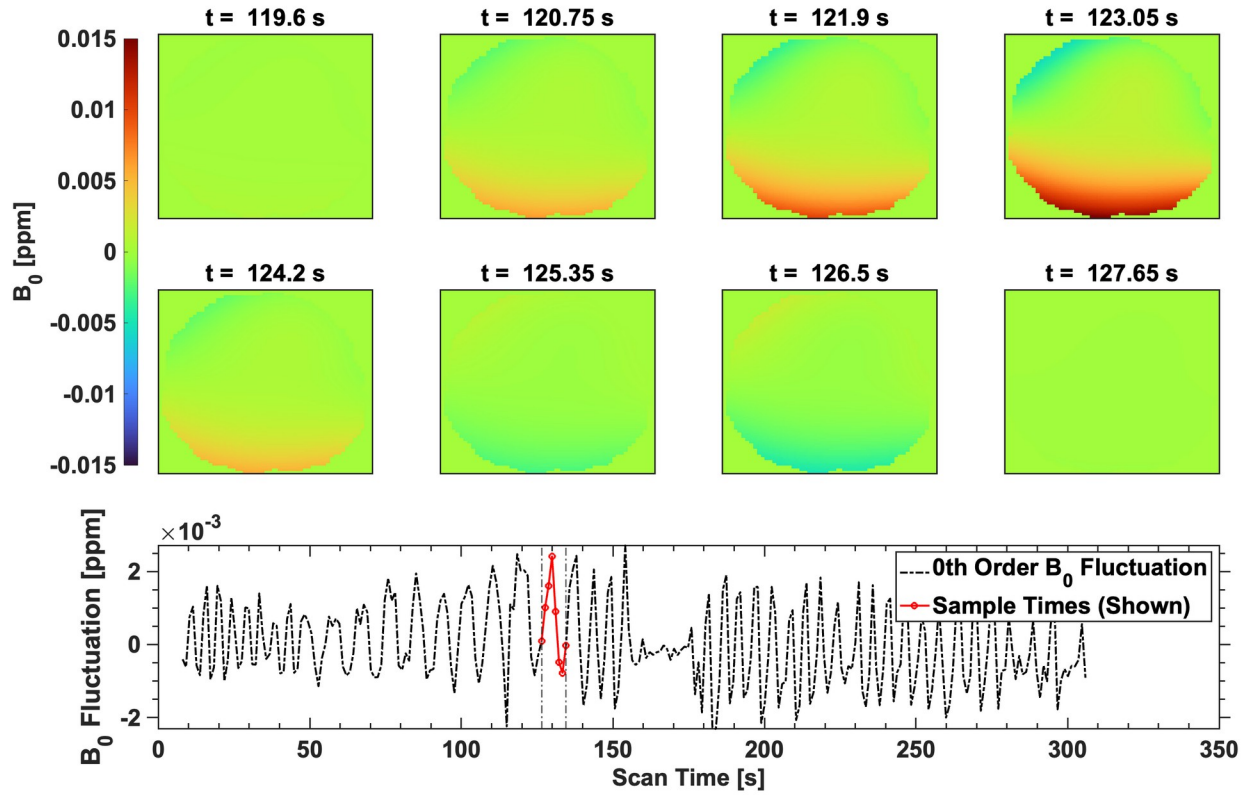 t = 119.6 s
t = 120.75 s
t = 121.9 s
t = 123.05 s
0.015
0.01
0.005
0
-0.005
-0.01
-0.015
B0 [ppm]
t = 124.2 s
t = 125.35 s
t = 126.5 s
t = 127.65 s
×10-3
B0 Fluctuation [ppm]
2
0
-2
0th Order B0 Fluctuation
Sample Times (Shown)
0 50 100 150 200 250 300 350
Scan Time [s]